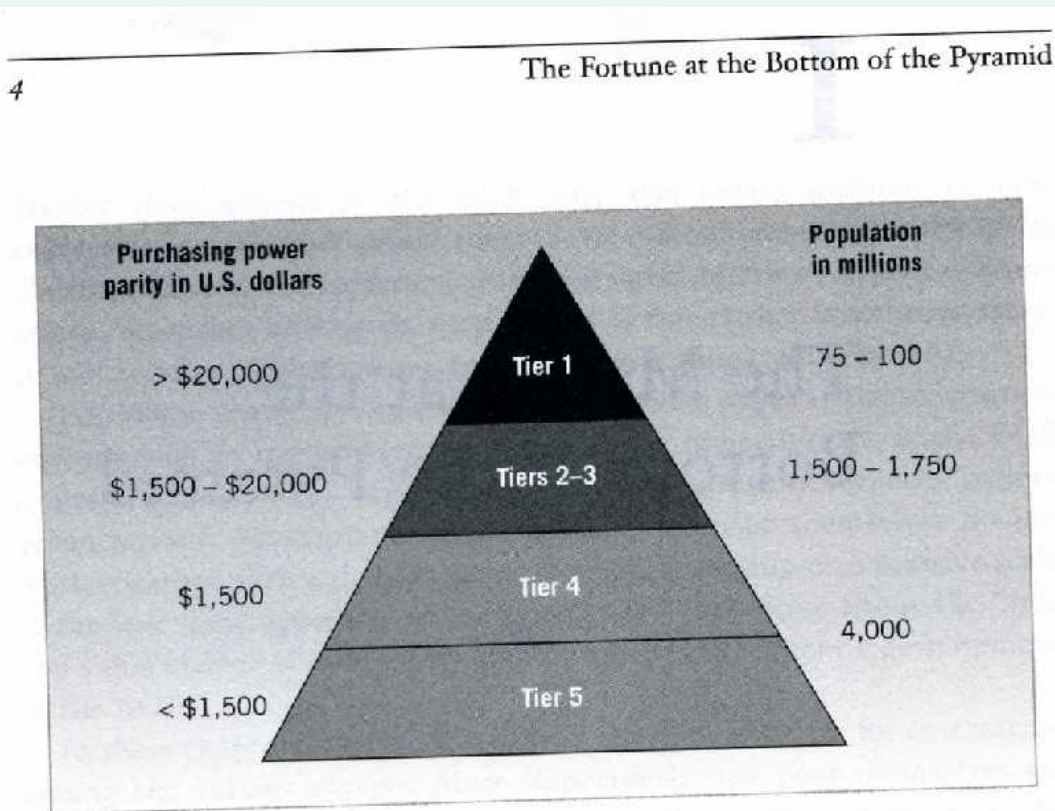 4
The Fortune at the Bottom of the Pyramid
Purchasing power
parity in U.S. dollars
Population
in millions
> $20,000
Tier 1
75 – 100
$1,500 – $20,000
Tiers 2–3
1,500 – 1,750
$1,500
Tier 4
4,000
< $1,500
Tier 5